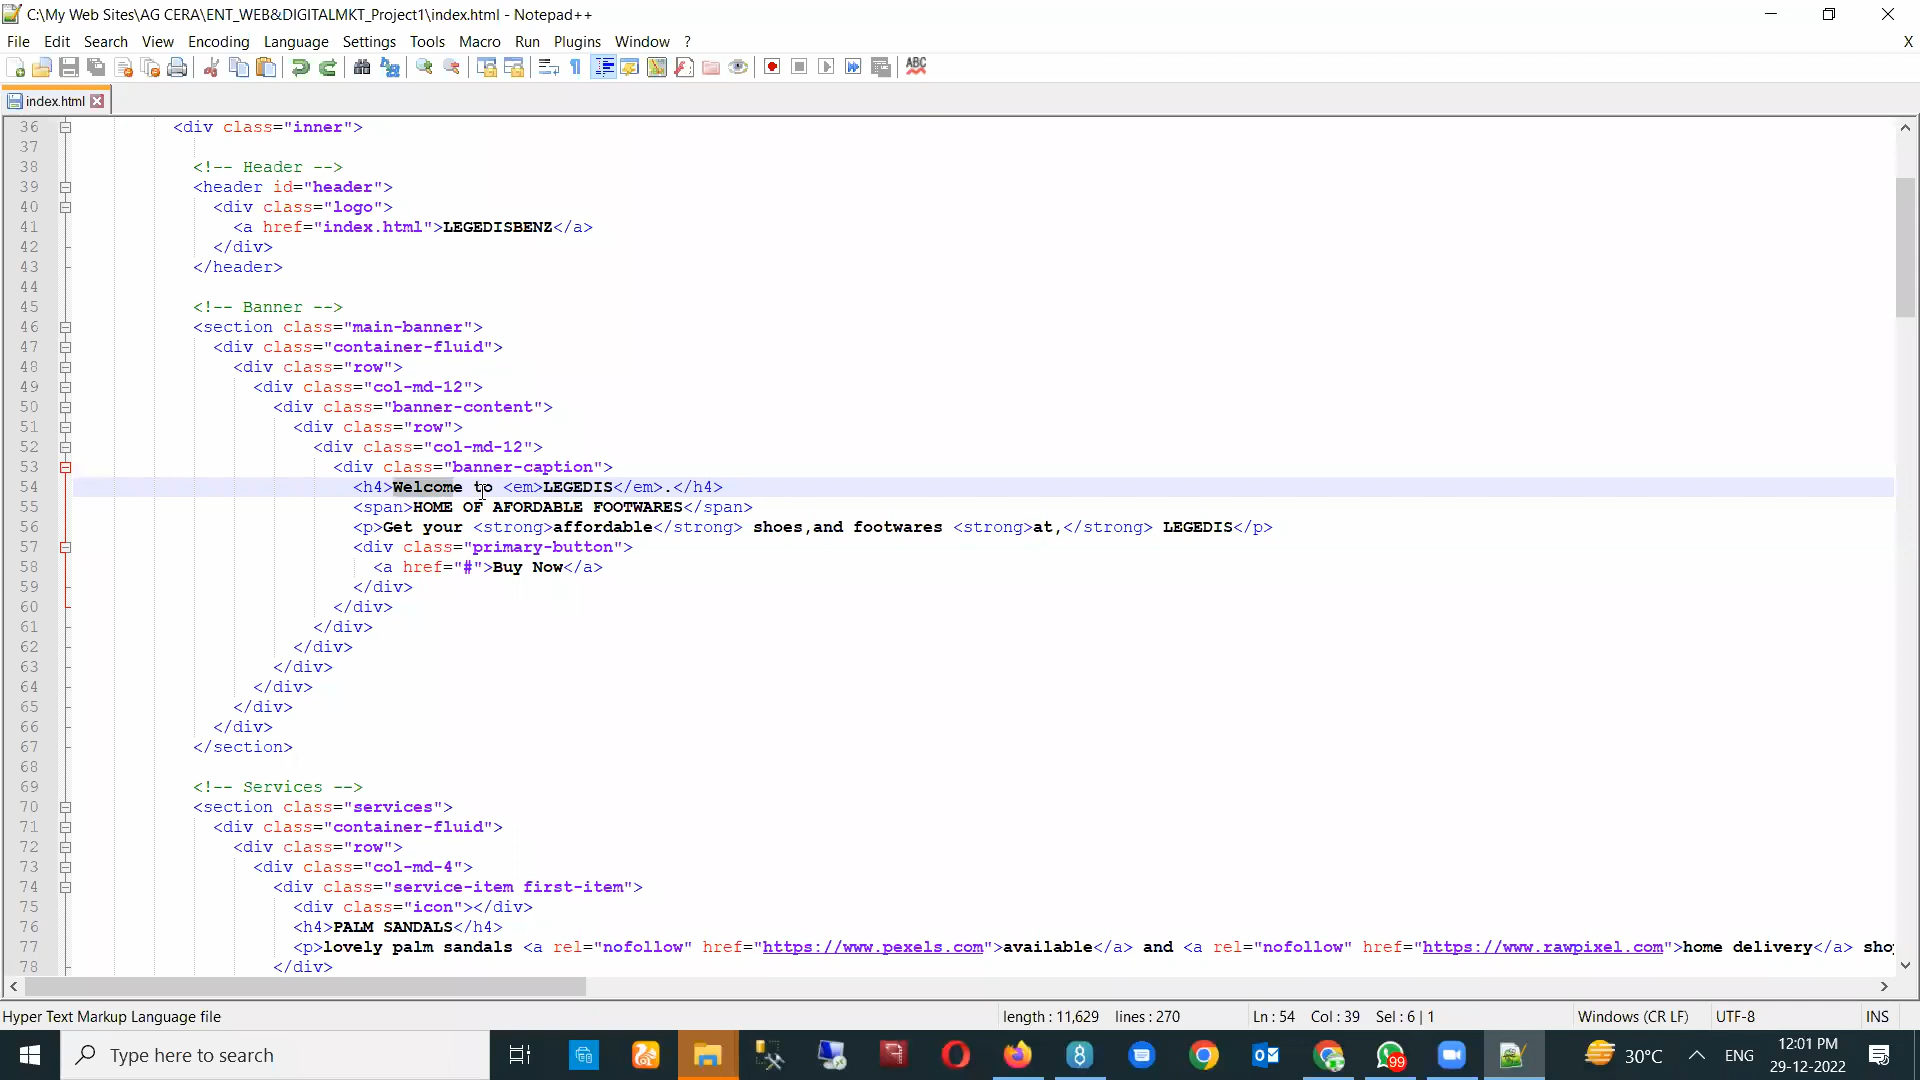 C:\My Web Sites\AG CERA\ENT_WEB&DIGITALMKT_Project1\index.html - Notepad++
File Edit Search View Encoding Language Settings Tools Macro Run Plugins Window ? X
ABC
index.html
36 <div class="inner">
37
38 <!-- Header -->
39 <header id="header">
40 <div class="logo">
41 <a href="index.html">LEGEDISBENZ</a>
42 </div>
43 </header>
44
45 <!-- Banner -->
46 <section class="main-banner">
47 <div class="container-fluid">
48 <div class="row">
49 <div class="col-md-12">
50 <div class="banner-content">
51 <div class="row">
52 <div class="col-md-12">
53 <div class="banner-caption">
54 <h4>Welcome to <em>LEGEDIS</em>.</h4>
55 <span>HOME OF AFORDABLE FOOTWARES</span>
56 <p>Get your <strong>affordable</strong> shoes,and footwares <strong>at,</strong> LEGEDIS</p>
57 <div class="primary-button">
58 <a href="#">Buy Now</a>
59 </div>
60 </div>
61 </div>
62 </div>
63 </div>
64 </div>
65 </div>
66 </div>
67 </section>
68
69 <!-- Services -->
70 <section class="services">
71 <div class="container-fluid">
72 <div class="row">
73 <div class="col-md-4">
74 <div class="service-item first-item">
75 <div class="icon"></div>
76 <h4>PALM SANDALS</h4>
77 <p>lovely palm sandals <a rel="nofollow" href="https://www.pexels.com">available</a> and <a rel="nofollow" href="https://www.rawpixel.com">home delivery</a> sho
78 </div>
Hyper Text Markup Language file length : 11,629 lines : 270 Ln : 54 Col : 39 Sel : 6 | 1 Windows (CR LF) UTF-8 INS
Type here to search 8 99 30°C ENG 12:01 PM
29-12-2022